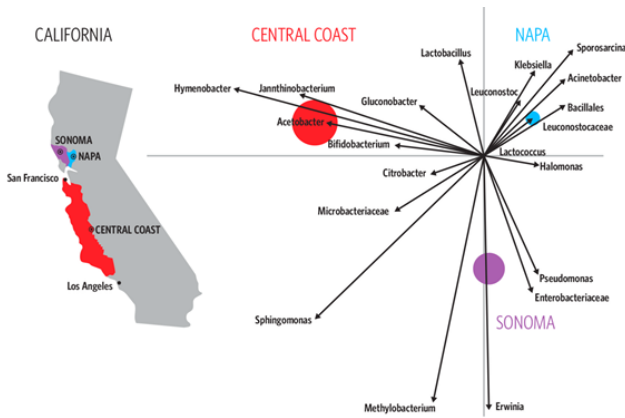 CALIFORNIA
SONOMA
NAPA
San Francisco
CENTRAL COAST
Los Angeles
CENTRAL COAST
NAPA
Lactobacillus
Sporosarcina
Klebsiella
Hymenobacter
Jannthinobacterium
Acinetobacter
Leuconostoc
Gluconobacter
Bacillales
Acetobacter
Leuconostocaceae
Bifidobacterium
Lactococcus
Halomonas
Citrobacter
Microbacteriaceae
Pseudomonas
Enterobacteriaceae
Sphingomonas
SONOMA
Methylobacterium
Erwinia